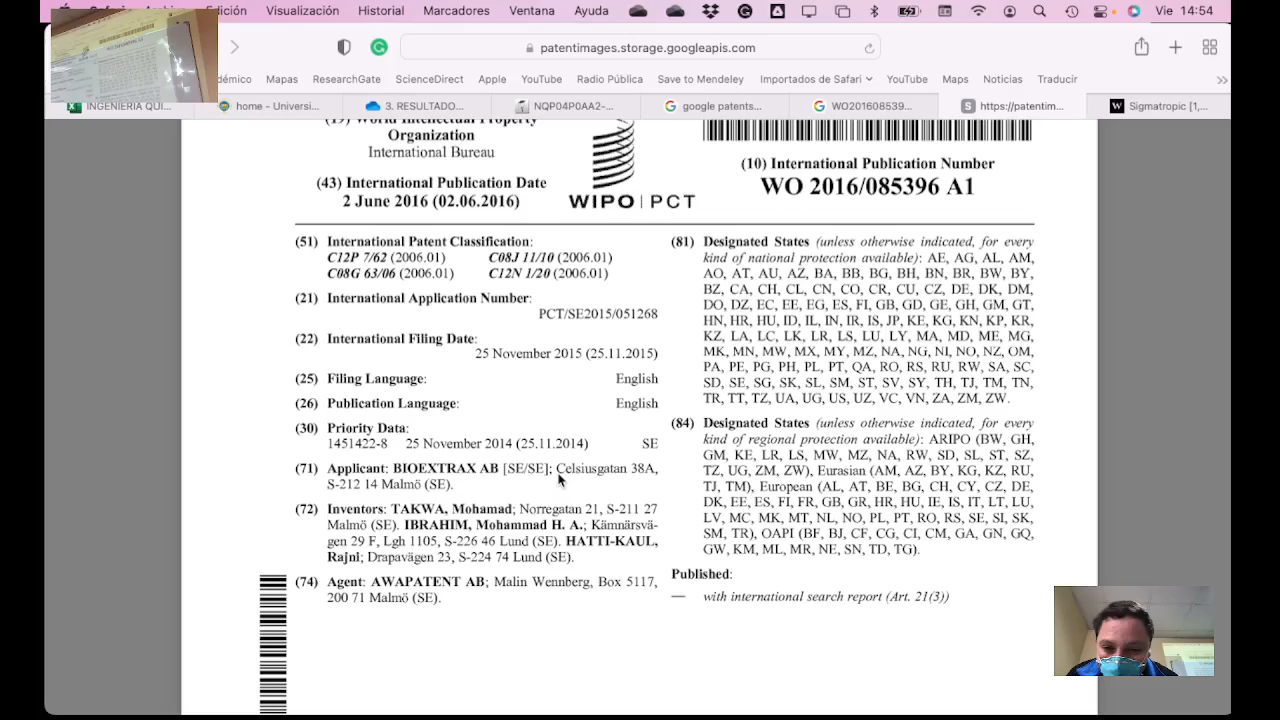 Safari Archivo Edición Visualización Historial Marcadores Ventana Ayuda Vie 14:54
patentimages.storage.googleapis.com
démico Mapas ResearchGate ScienceDirect Apple YouTube Radio Pública Save to Mendeley Importados de Safari YouTube Maps Noticias Traducir
INGENIERIA QUI... home - Universi... 3. RESULTADO... NQP04P0AA2-... google patents... WO201608539... https://patentim... Sigmatropic [1,...
(19) World Intellectual Property
Organization
International Bureau
(43) International Publication Date
2 June 2016 (02.06.2016)
WIPO | PCT
(10) International Publication Number
WO 2016/085396 A1
(51) International Patent Classification:
C12P 7/62 (2006.01) C08J 11/10 (2006.01)
C08G 63/06 (2006.01) C12N 1/20 (2006.01)
(21) International Application Number:
PCT/SE2015/051268
(22) International Filing Date:
25 November 2015 (25.11.2015)
(25) Filing Language: English
(26) Publication Language: English
(30) Priority Data:
1451422-8 25 November 2014 (25.11.2014) SE
(71) Applicant: BIOEXTRAX AB [SE/SE]; Celsiusgatan 38A,
S-212 14 Malmö (SE).
(72) Inventors: TAKWA, Mohamad; Norregatan 21, S-211 27
Malmö (SE). IBRAHIM, Mohammad H. A.; Kämnärsvä-
gen 29 F, Lgh 1105, S-226 46 Lund (SE). HATTI-KAUL,
Rajni; Drapavägen 23, S-224 74 Lund (SE).
(74) Agent: AWAPATENT AB; Malin Wennberg, Box 5117,
200 71 Malmö (SE).
(81) Designated States (unless otherwise indicated, for every
kind of national protection available): AE, AG, AL, AM,
AO, AT, AU, AZ, BA, BB, BG, BH, BN, BR, BW, BY,
BZ, CA, CH, CL, CN, CO, CR, CU, CZ, DE, DK, DM,
DO, DZ, EC, EE, EG, ES, FI, GB, GD, GE, GH, GM, GT,
HN, HR, HU, ID, IL, IN, IR, IS, JP, KE, KG, KN, KP, KR,
KZ, LA, LC, LK, LR, LS, LU, LY, MA, MD, ME, MG,
MK, MN, MW, MX, MY, MZ, NA, NG, NI, NO, NZ, OM,
PA, PE, PG, PH, PL, PT, QA, RO, RS, RU, RW, SA, SC,
SD, SE, SG, SK, SL, SM, ST, SV, SY, TH, TJ, TM, TN,
TR, TT, TZ, UA, UG, US, UZ, VC, VN, ZA, ZM, ZW.
(84) Designated States (unless otherwise indicated, for every
kind of regional protection available): ARIPO (BW, GH,
GM, KE, LR, LS, MW, MZ, NA, RW, SD, SL, ST, SZ,
TZ, UG, ZM, ZW), Eurasian (AM, AZ, BY, KG, KZ, RU,
TJ, TM), European (AL, AT, BE, BG, CH, CY, CZ, DE,
DK, EE, ES, FI, FR, GB, GR, HR, HU, IE, IS, IT, LT, LU,
LV, MC, MK, MT, NL, NO, PL, PT, RO, RS, SE, SI, SK,
SM, TR), OAPI (BF, BJ, CF, CG, CI, CM, GA, GN, GQ,
GW, KM, ML, MR, NE, SN, TD, TG).
Published:
— with international search report (Art. 21(3))